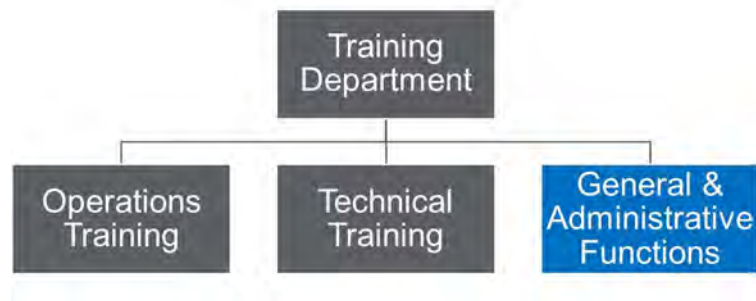 Training
Department
Operations
Training
Technical
Training
General &
Administrative
Functions